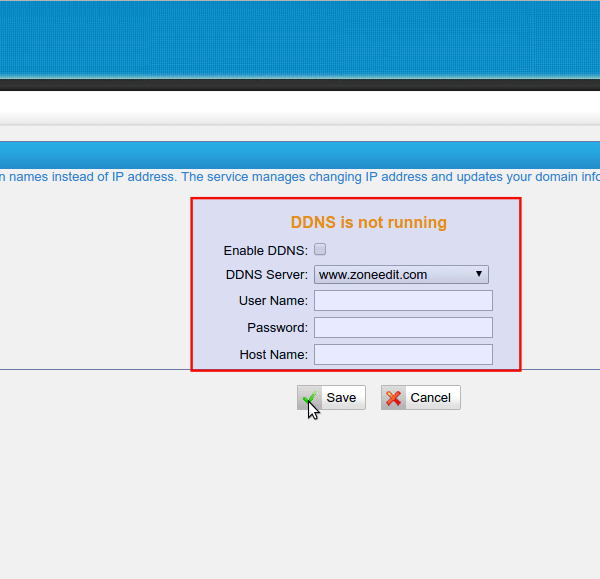 n names instead of IP address. The service manages changing IP address and updates your domain info
DDNS is not running
Enable DDNS:
DDNS Server: www.zoneedit.com
User Name:
Password:
Host Name:
Save Cancel